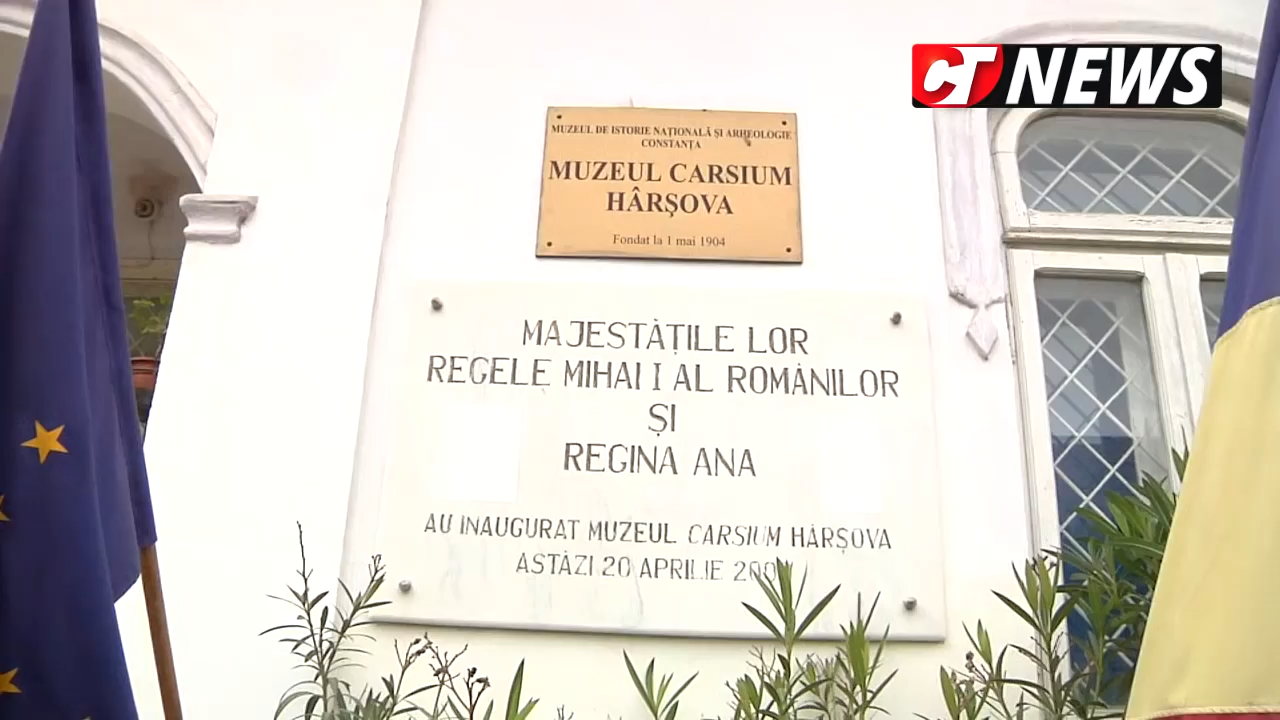 CT NEWS
MUZEUL DE ISTORIE NAȚIONALĂ ȘI ARHEOLOGIE
CONSTANȚA
MUZEUL CARSIUM
HÂRȘOVA
Fondat la 1 mai 1904
MAJESTĂȚILE LOR
REGELE MIHAI I AL ROMÂNILOR
ȘI
REGINA ANA
AU INAUGURAT MUZEUL CARSIUM HÂRȘOVA
ASTĂZI 20 APRILIE